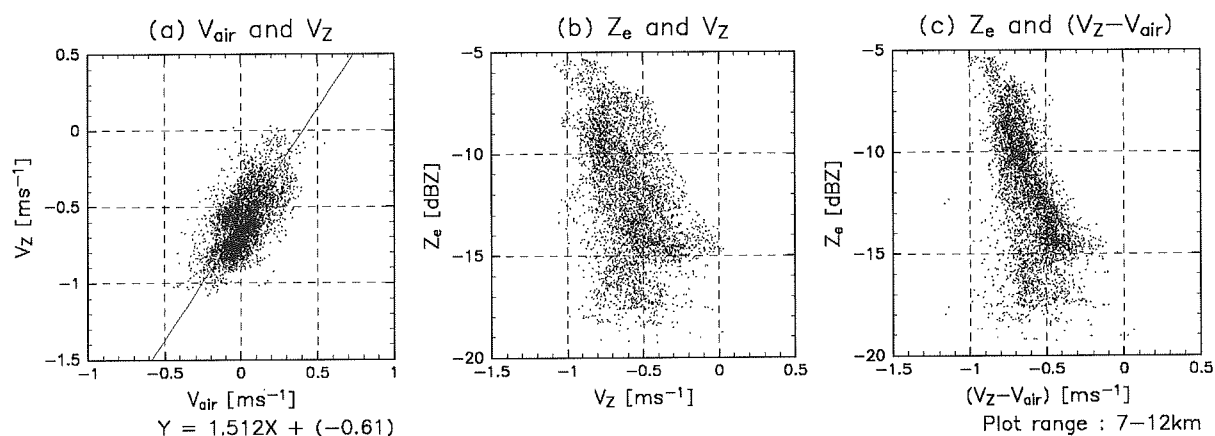 (a) V_air and V_Z
0.5
0
−0.5
−1
−1.5
V_Z [ms⁻¹]
−1 −0.5 0 0.5 1
V_air [ms⁻¹]
Y = 1.512X + (−0.61)
(b) Z_e and V_Z
−5
−10
−15
−20
Z_e [dBZ]
−1.5 −1 −0.5 0 0.5
V_Z [ms⁻¹]
(c) Z_e and (V_Z−V_air)
−5
−10
−15
−20
Z_e [dBZ]
−1.5 −1 −0.5 0 0.5
(V_Z−V_air) [ms⁻¹]
Plot range : 7−12km